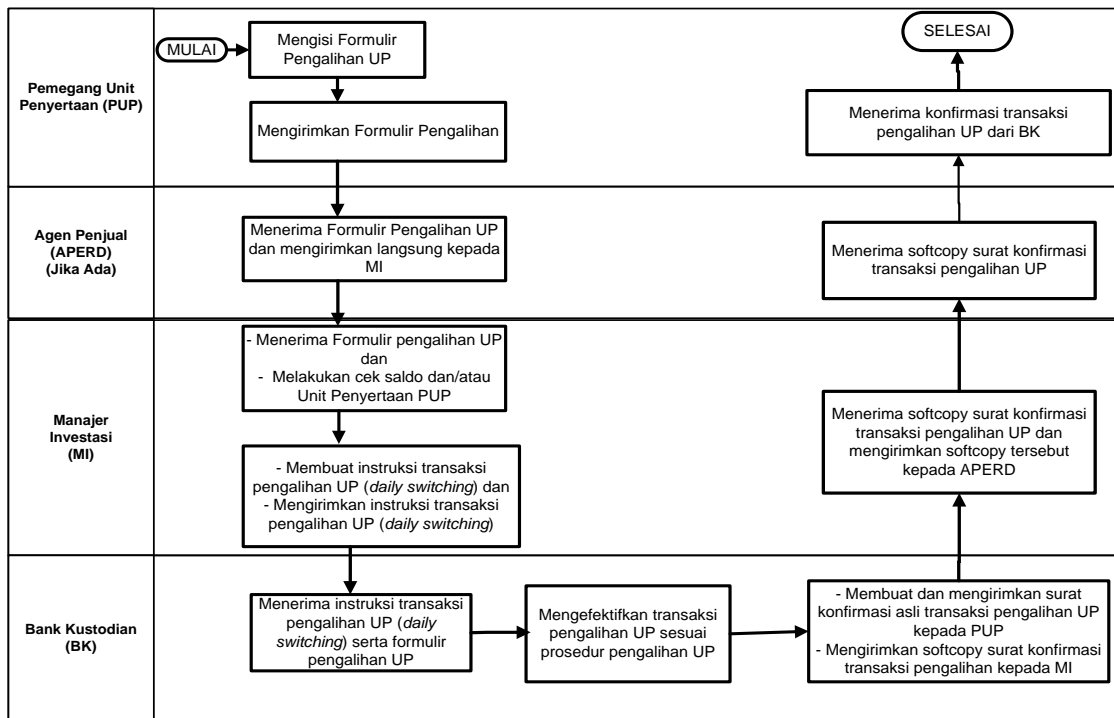 Pemegang Unit
Penyertaan (PUP)
MULAI
Mengisi Formulir
Pengalihan UP
Mengirimkan Formulir Pengalihan
SELESAI
Menerima konfirmasi transaksi
pengalihan UP dari BK
Agen Penjual
(APERD)
(Jika Ada)
Menerima Formulir Pengalihan UP
dan mengirimkan langsung kepada
MI
Menerima softcopy surat konfirmasi
transaksi pengalihan UP
Manajer
Investasi
(MI)
- Menerima Formulir pengalihan UP
dan
- Melakukan cek saldo dan/atau
Unit Penyertaan PUP
- Membuat instruksi transaksi
pengalihan UP (daily switching) dan
- Mengirimkan instruksi transaksi
pengalihan UP (daily switching)
Menerima softcopy surat konfirmasi
transaksi pengalihan UP dan
mengirimkan softcopy tersebut
kepada APERD
Bank Kustodian
(BK)
Menerima instruksi transaksi
pengalihan UP (daily
switching) serta formulir
pengalihan UP
Mengefektifkan transaksi
pengalihan UP sesuai
prosedur pengalihan UP
- Membuat dan mengirimkan surat
konfirmasi asli transaksi pengalihan UP
kepada PUP
- Mengirimkan softcopy surat konfirmasi
transaksi pengalihan kepada MI